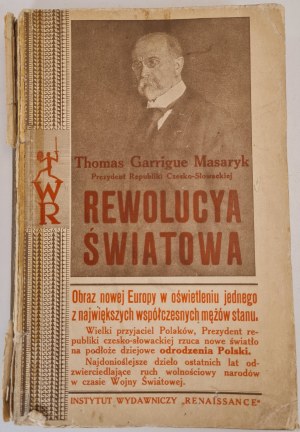 Thomas Garrigue Masaryk
Prezydent Republiki Czesko-Słowackiej
REWOLUCYA
ŚWIATOWA
WR
Obraz nowej Europy w oświetleniu jednego
z największych współczesnych mężów stanu.
Wielki przyjaciel Polaków, Prezydent re-
publiki czesko-słowackiej rzuca nowe światło
na podłoże dziejowe odrodzenia Polski.
Najdonioślejsze dzieło ostatnich lat od-
zwierciedlające ruch wolnościowy narodów
w czasie Wojny Światowej.
INSTYTUT WYDAWNICZY „RENAISSANCE"